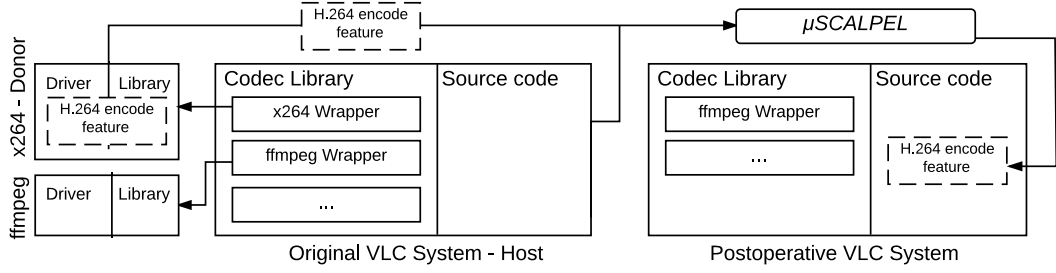 H.264 encode
feature
μSCALPEL
x264 - Donor
Driver
Library
H.264 encode
feature
ffmpeg
Driver
Library
Codec Library
Source code
x264 Wrapper
ffmpeg Wrapper
...
Original VLC System - Host
Codec Library
Source code
ffmpeg Wrapper
...
H.264 encode
feature
Postoperative VLC System